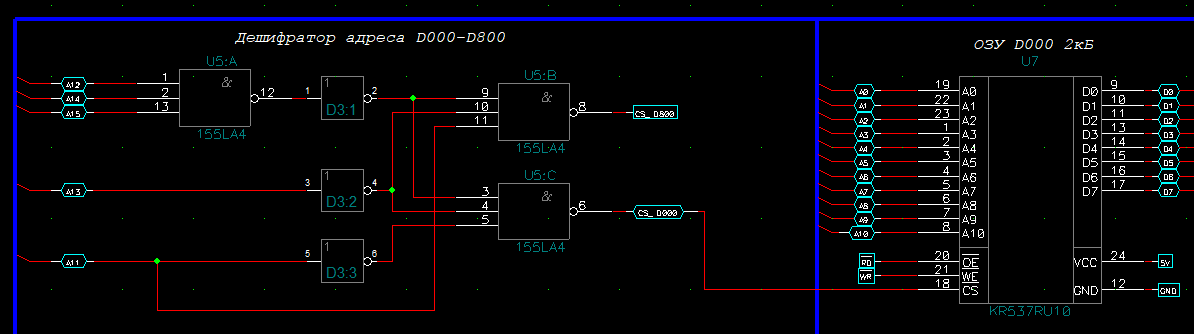 Дешифратор адреса D000-D800
ОЗУ D000 2кБ
U5:A
U5:B
U7
A12
A14
A15
1
2
13
&
12
155LA4
1
1
2
D3:1
9
10
11
&
8
155LA4
CS_D800
A13
3
1
4
D3:2
U5:C
3
4
5
&
6
155LA4
CS_D000
A11
5
1
6
D3:3
A0
A1
A2
A3
A4
A5
A6
A7
A8
A9
A10
19
22
23
1
2
3
4
5
6
7
8
A0
A1
A2
A3
A4
A5
A6
A7
A8
A9
A10
D0
D1
D2
D3
D4
D5
D6
D7
9
10
11
13
14
15
16
17
D0
D1
D2
D3
D4
D5
D6
D7
RD
WR
20
21
18
OE
WE
CS
VCC
GND
24
12
5V
GND
KR537RU10